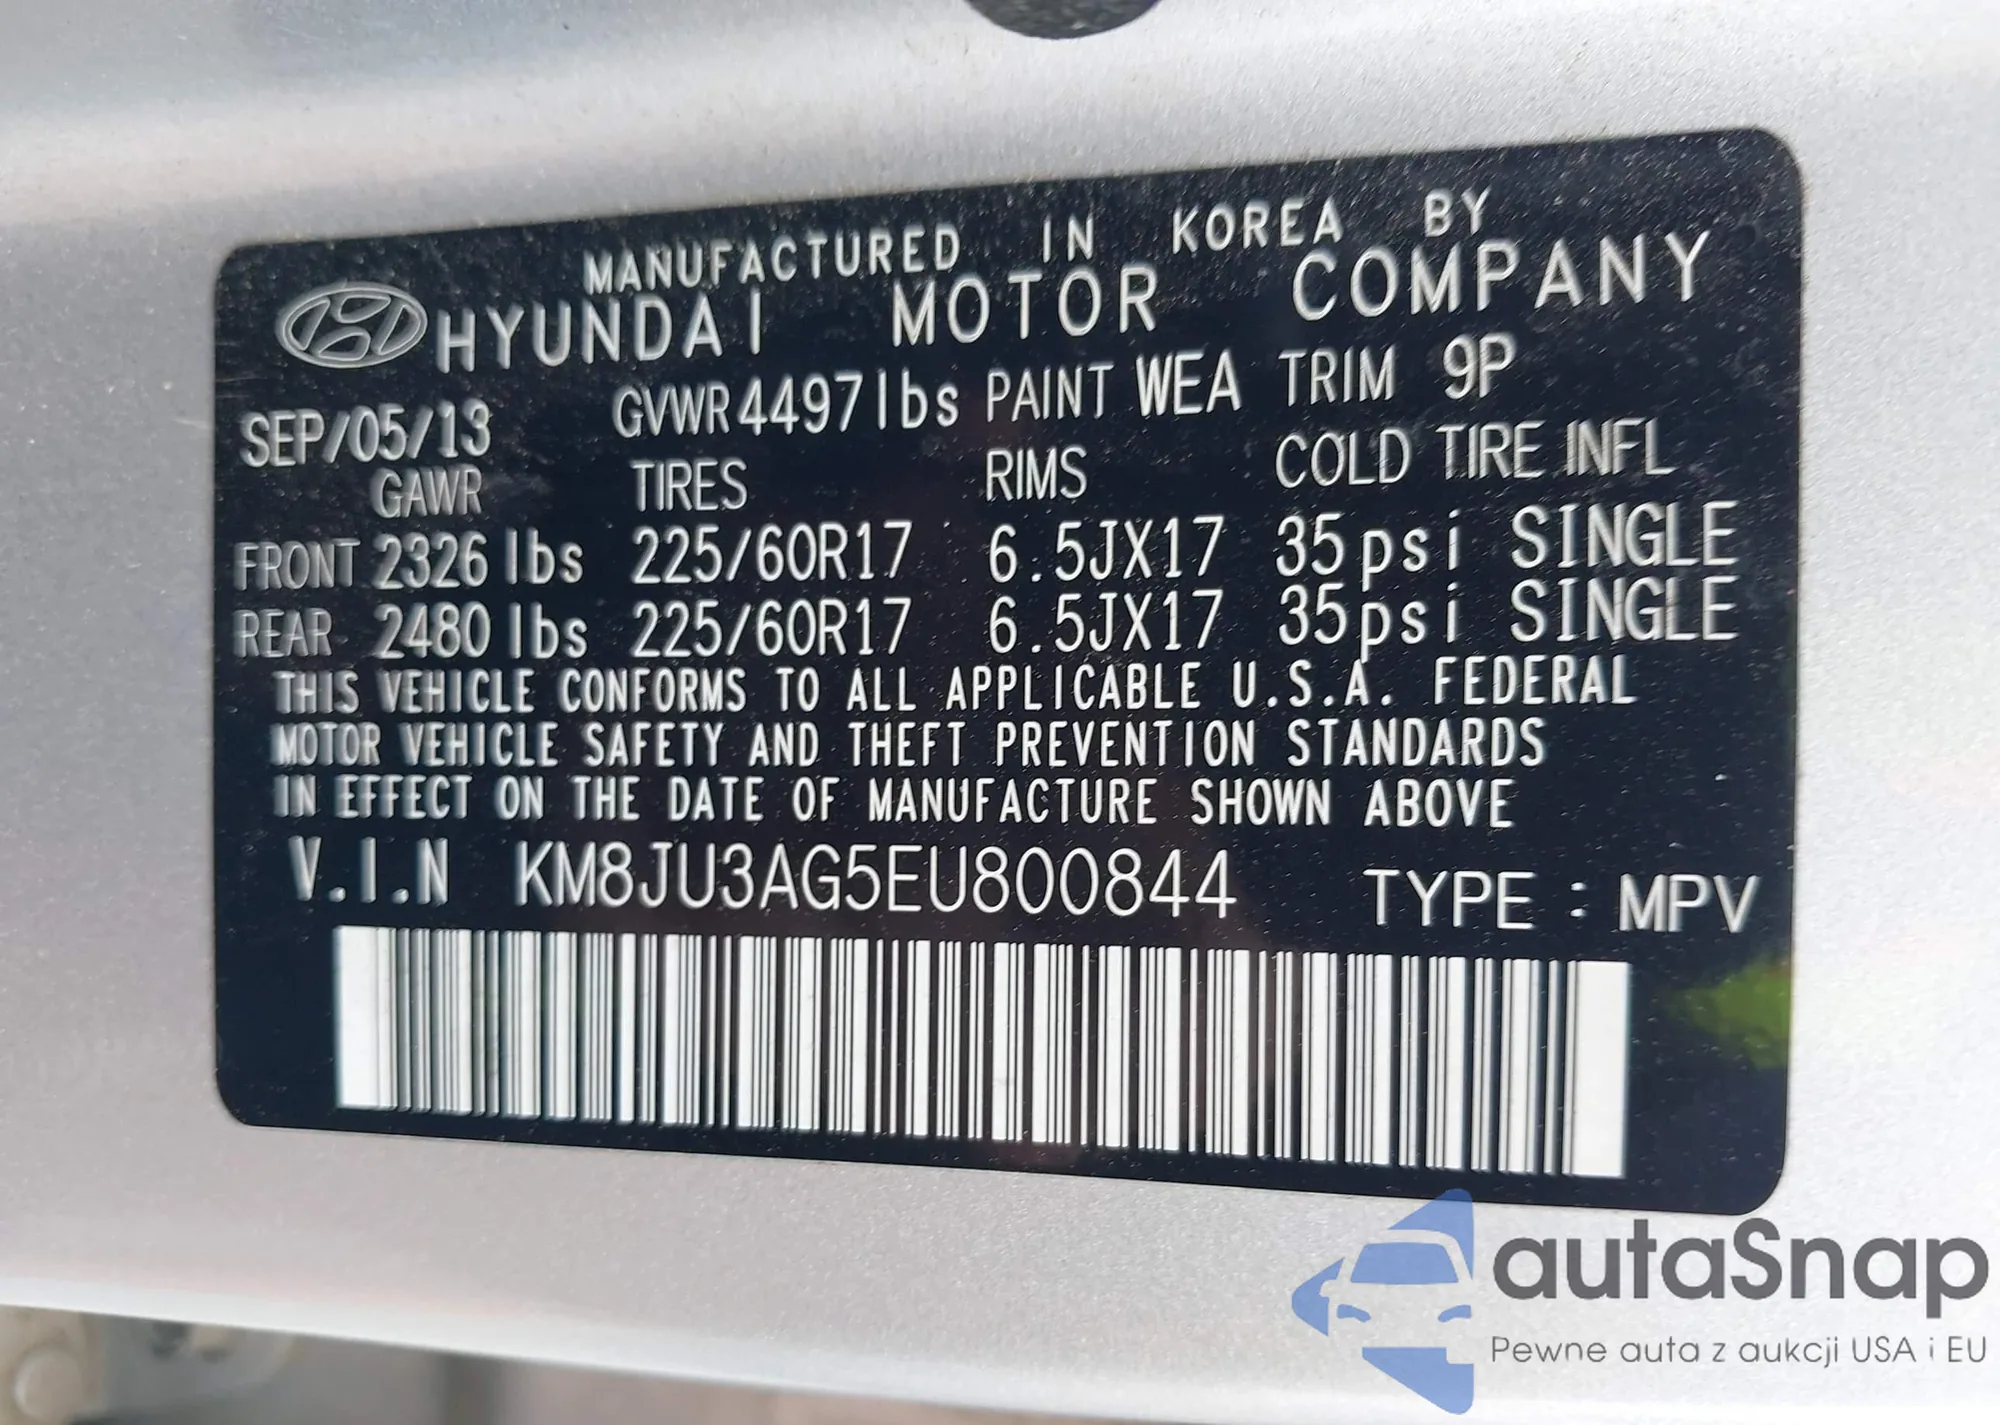 MANUFACTURED IN KOREA BY
HYUNDAI MOTOR COMPANY
SEP/05/13 GVWR 4497 lbs PAINT WEA TRIM 9P
GAWR TIRES RIMS COLD TIRE INFL
FRONT 2326 lbs 225/60R17 6.5JX17 35psi SINGLE
REAR 2480 lbs 225/60R17 6.5JX17 35psi SINGLE
THIS VEHICLE CONFORMS TO ALL APPLICABLE U.S.A. FEDERAL
MOTOR VEHICLE SAFETY AND THEFT PREVENTION STANDARDS
IN EFFECT ON THE DATE OF MANUFACTURE SHOWN ABOVE
V.I.N KM8JU3AG5EU800844 TYPE : MPV
autaSnap
Pewne auta z aukcji USA i EU